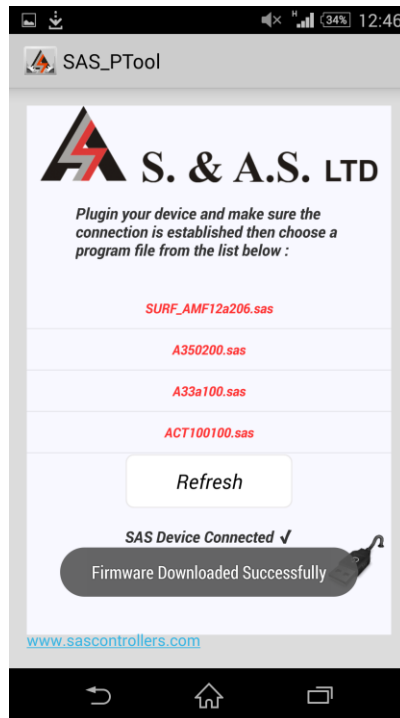 H 34% 12:46
SAS_PTool
S. & A.S. LTD
Plugin your device and make sure the
connection is established then choose a
program file from the list below :
SURF_AMF12a206.sas
A350200.sas
A33a100.sas
ACT100100.sas
Refresh
SAS Device Connected ✓
Firmware Downloaded Successfully
www.sascontrollers.com